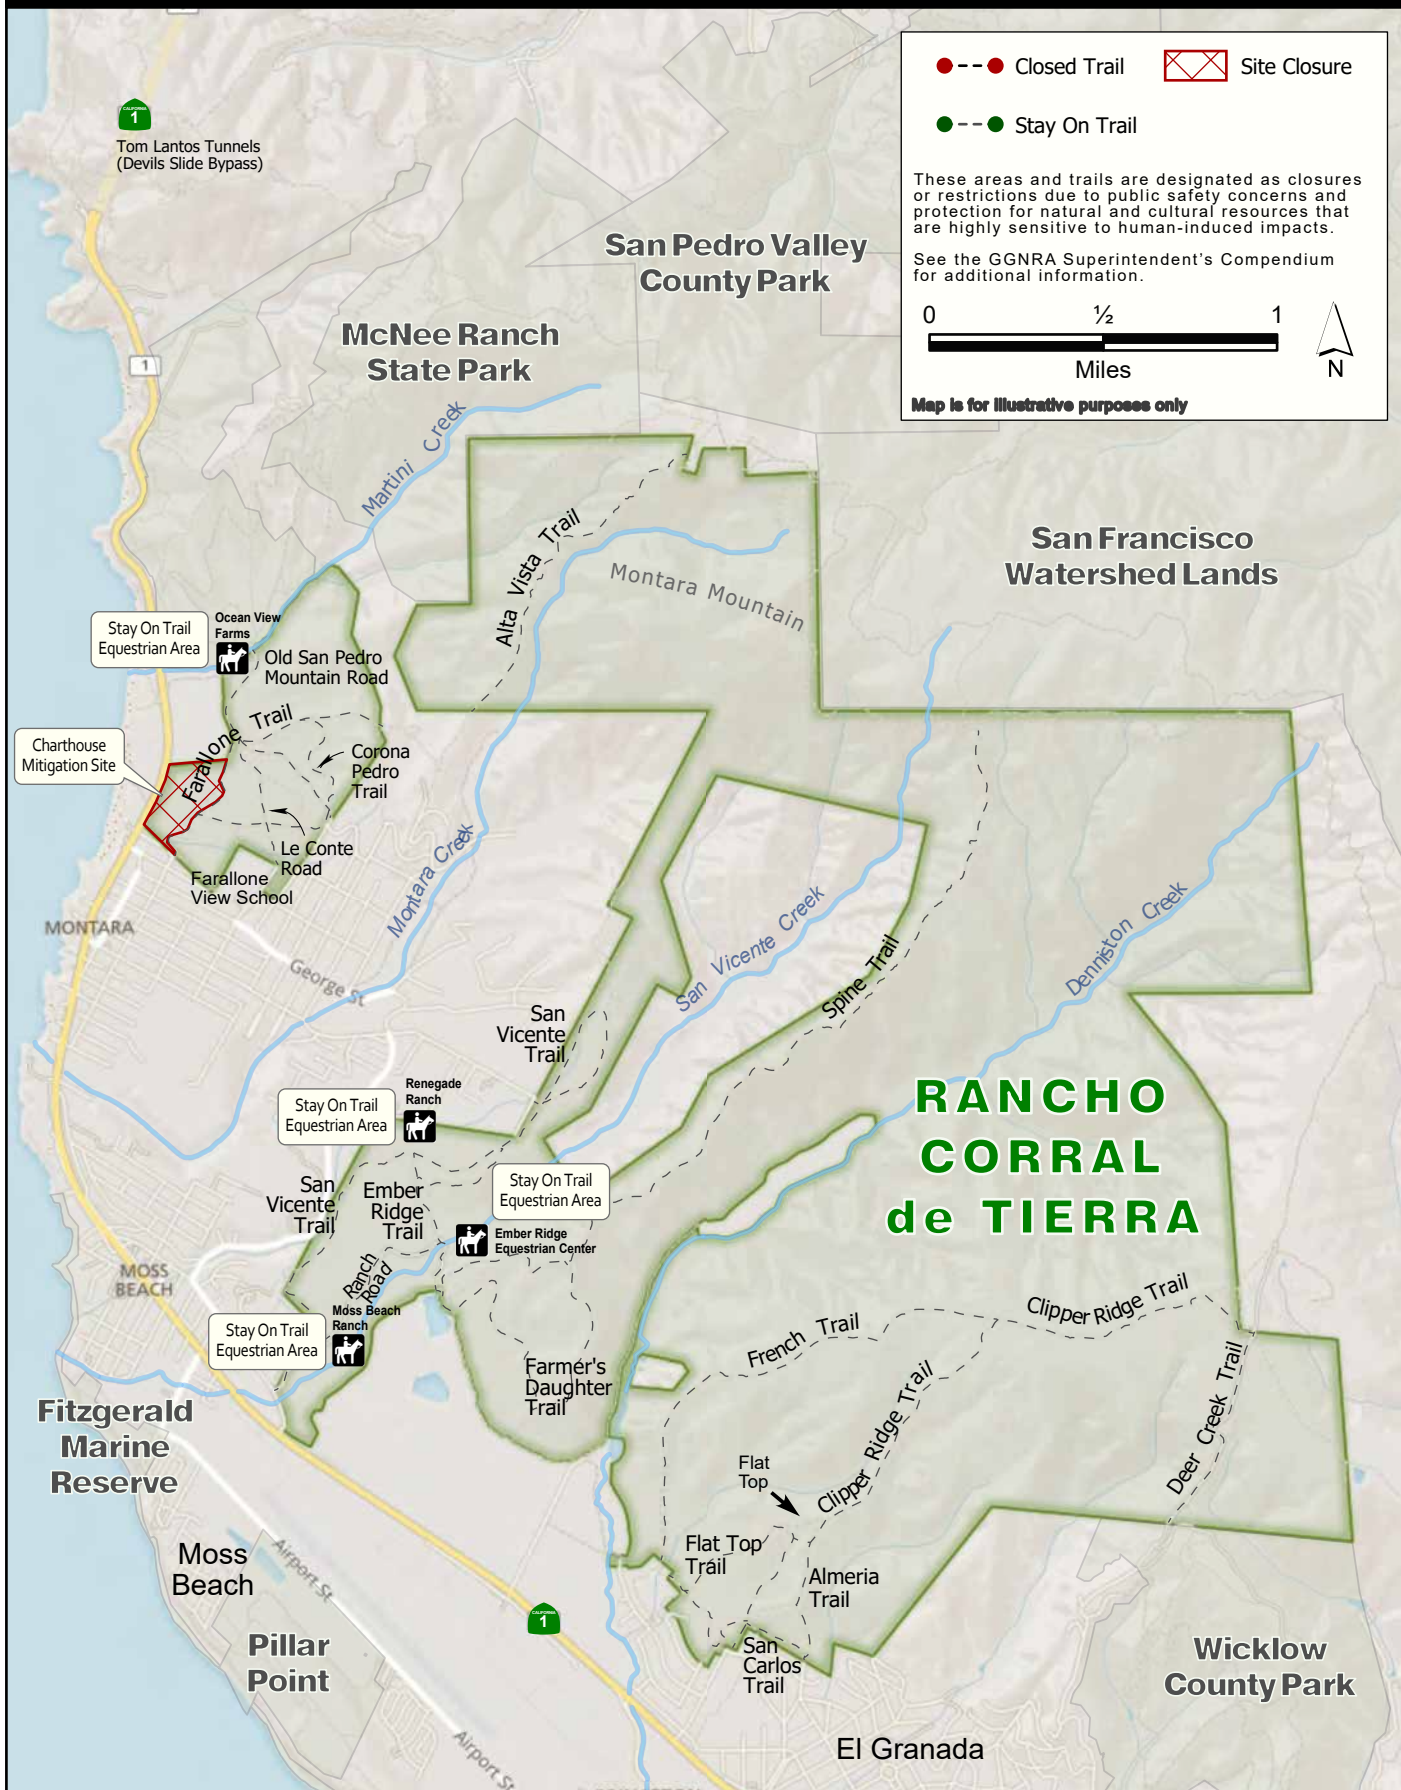 Closed Trail
Site Closure
Stay On Trail
These areas and trails are designated as closures
or restrictions due to public safety concerns and
protection for natural and cultural resources that
are highly sensitive to human-induced impacts.
See the GGNRA Superintendent's Compendium
for additional information.
0 ½ 1
Miles
N
Map is for illustrative purposes only
CALIFORNIA
1
Tom Lantos Tunnels
(Devils Slide Bypass)
San Pedro Valley
County Park
McNee Ranch
State Park
1
Martini Creek
Alta Vista Trail
Montara Mountain
San Francisco
Watershed Lands
Stay On Trail
Equestrian Area
Ocean View
Farms
Old San Pedro
Mountain Road
Farallone Trail
Charthouse
Mitigation Site
Corona
Pedro
Trail
Le Conte
Road
Farallone
View School
Montara Creek
MONTARA
George St
San Vicente Creek
Spine Trail
Denniston Creek
San
Vicente
Trail
Renegade
Ranch
Stay On Trail
Equestrian Area
RANCHO
CORRAL
de TIERRA
San
Vicente
Trail
Ember
Ridge
Trail
Stay On Trail
Equestrian Area
Ember Ridge
Equestrian Center
Ranch
Road
MOSS
BEACH
Moss Beach
Ranch
Stay On Trail
Equestrian Area
Farmer's
Daughter
Trail
French Trail
Clipper Ridge Trail
Clipper Ridge Trail
Deer Creek Trail
Fitzgerald
Marine
Reserve
Flat
Top
Flat Top
Trail
Almeria
Trail
Moss
Beach
Airport St
CALIFORNIA
1
San
Carlos
Trail
Pillar
Point
Wicklow
County Park
Airport St
El Granada